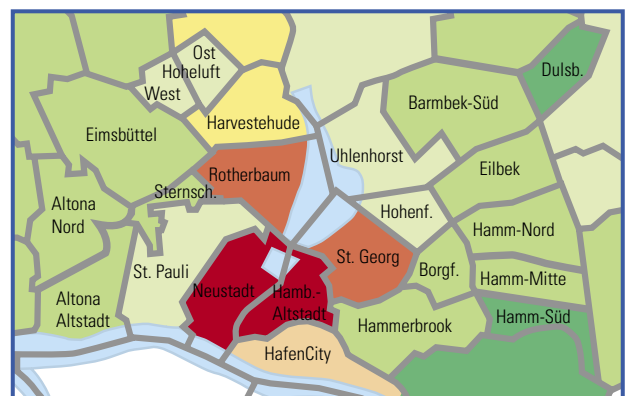 Ost
Hoheluft
West
Dulsb.
Barmbek-Süd
Harvestehude
Eimsbüttel
Uhlenhorst
Eilbek
Rotherbaum
Sternsch.
Altona
Nord
Hohenf.
Hamm-Nord
St. Pauli
St. Georg
Borgf.
Hamm-Mitte
Neustadt
Hamb.-
Altstadt
Altona
Altstadt
Hammerbrook
Hamm-Süd
HafenCity